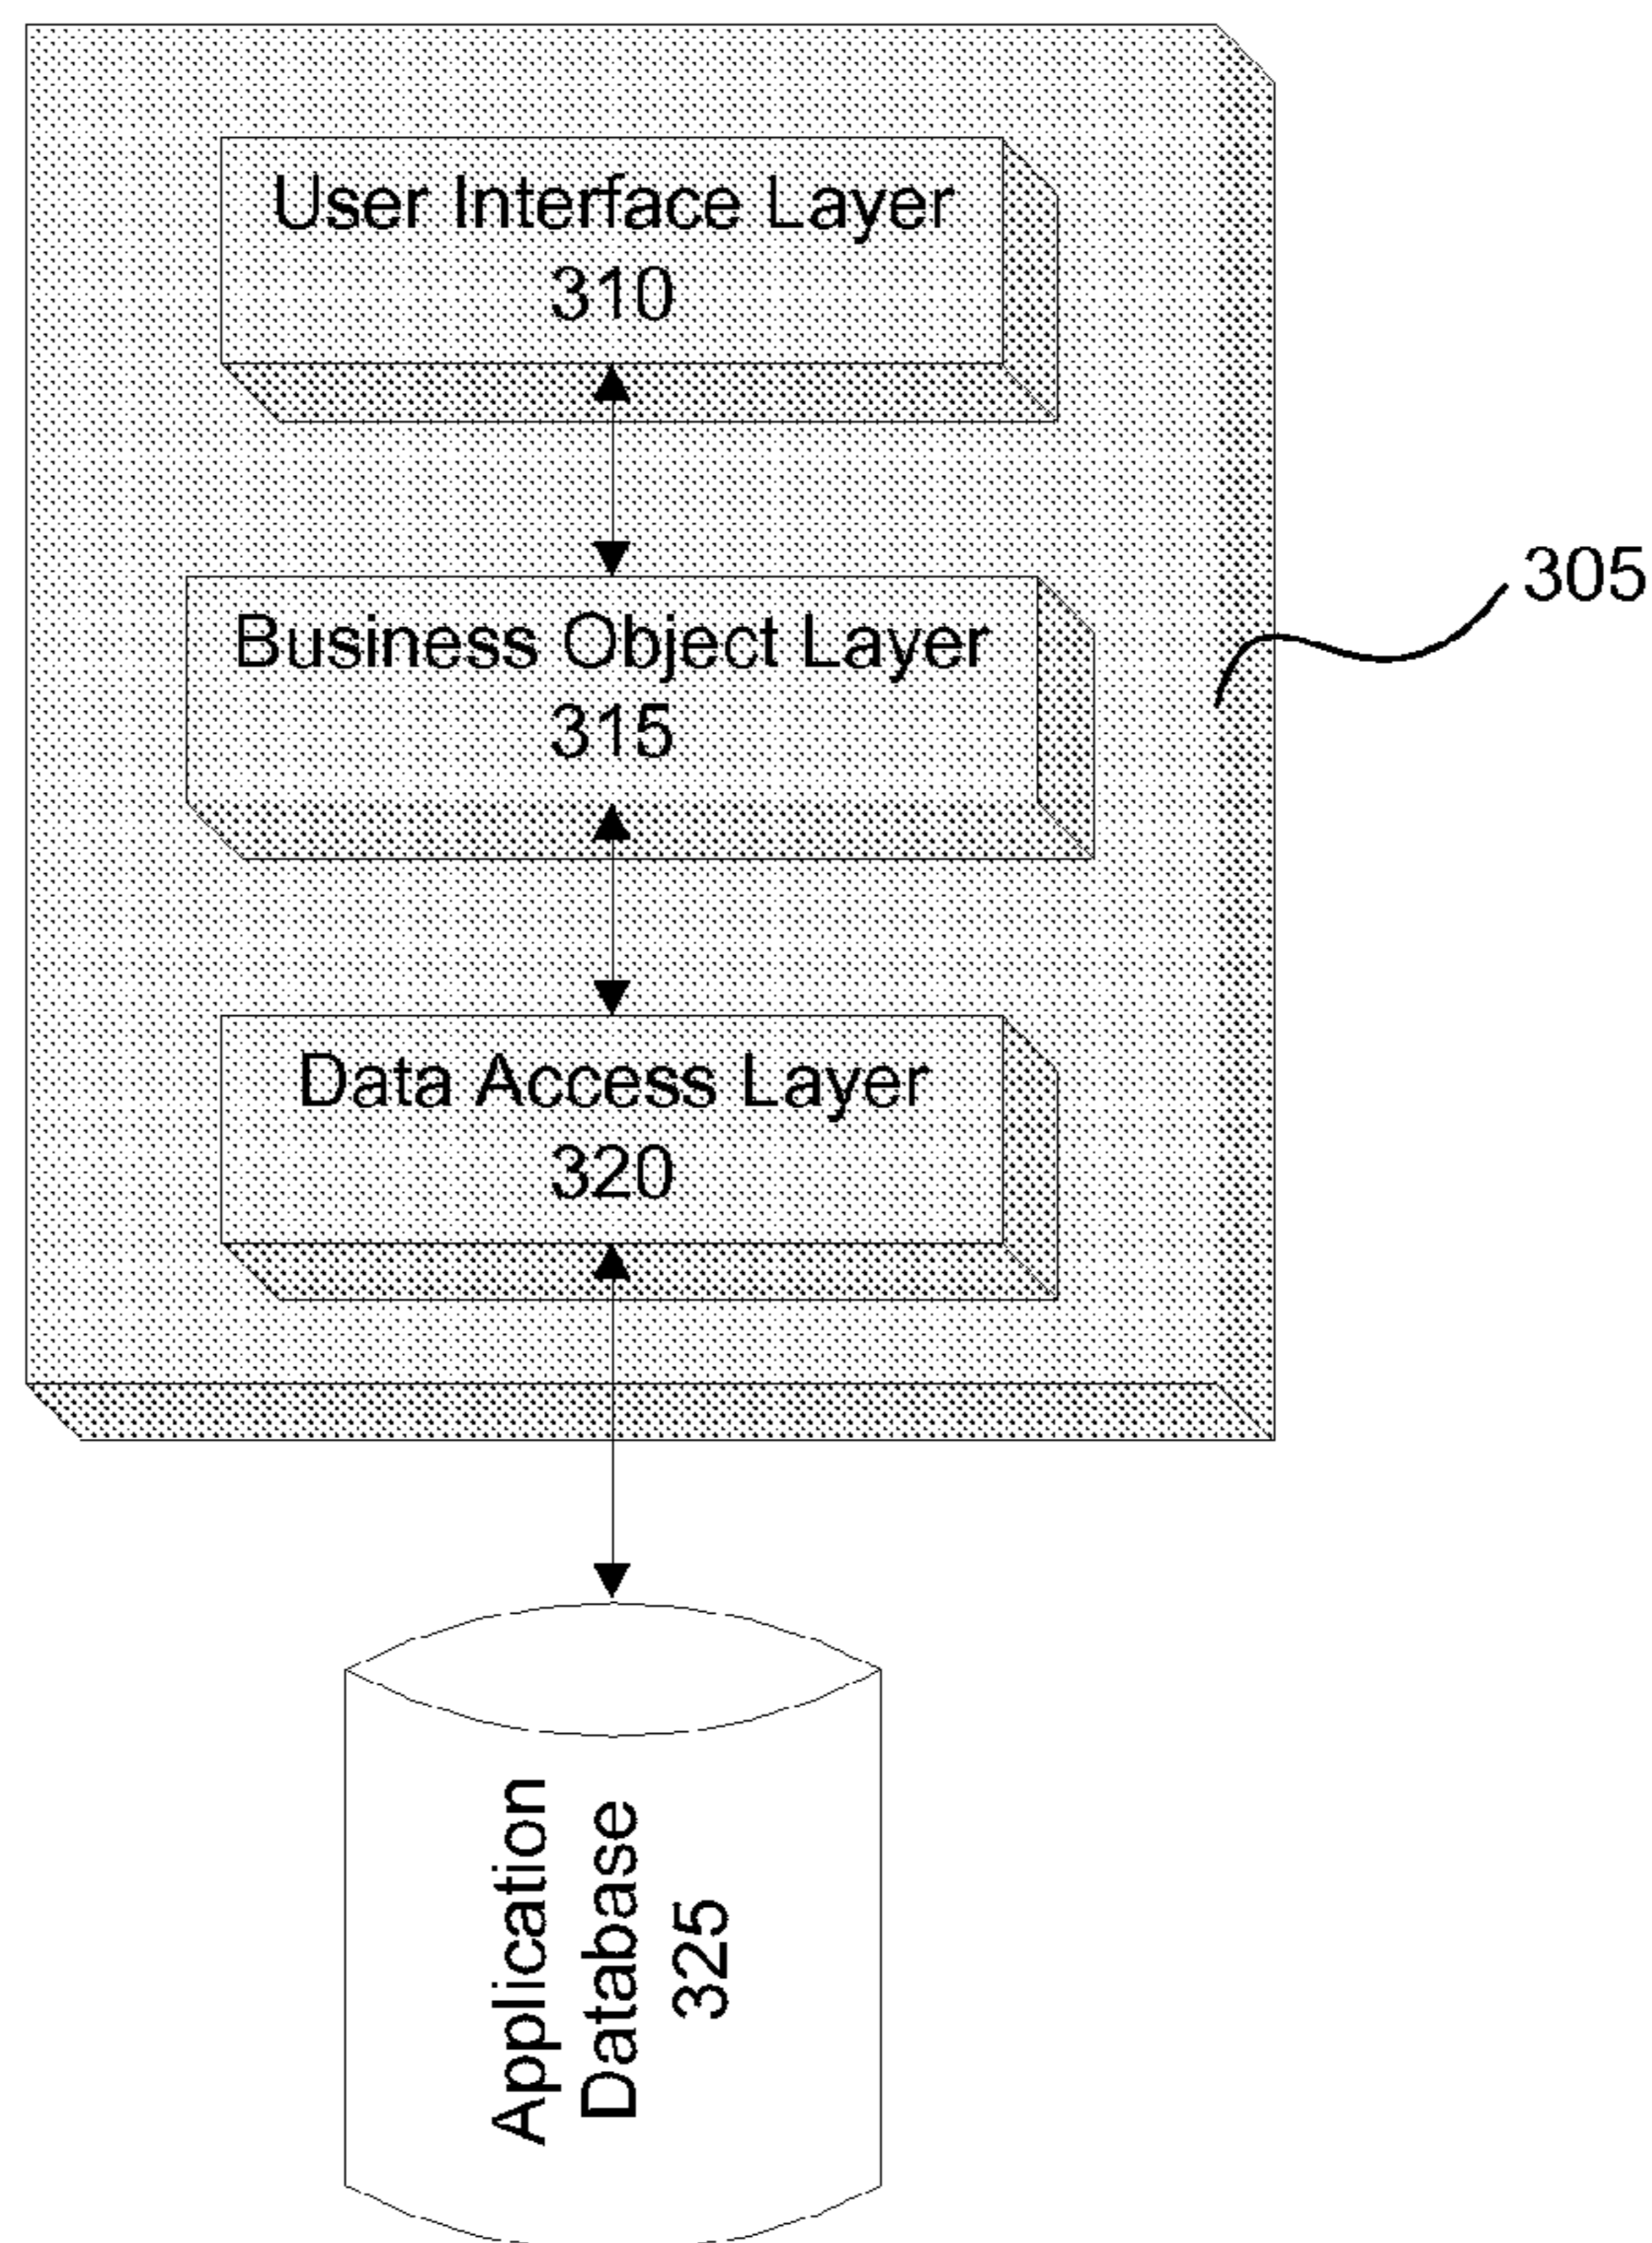 User Interface Layer
310
305
Business Object Layer
315
Data Access Layer
320
Application
Database
325